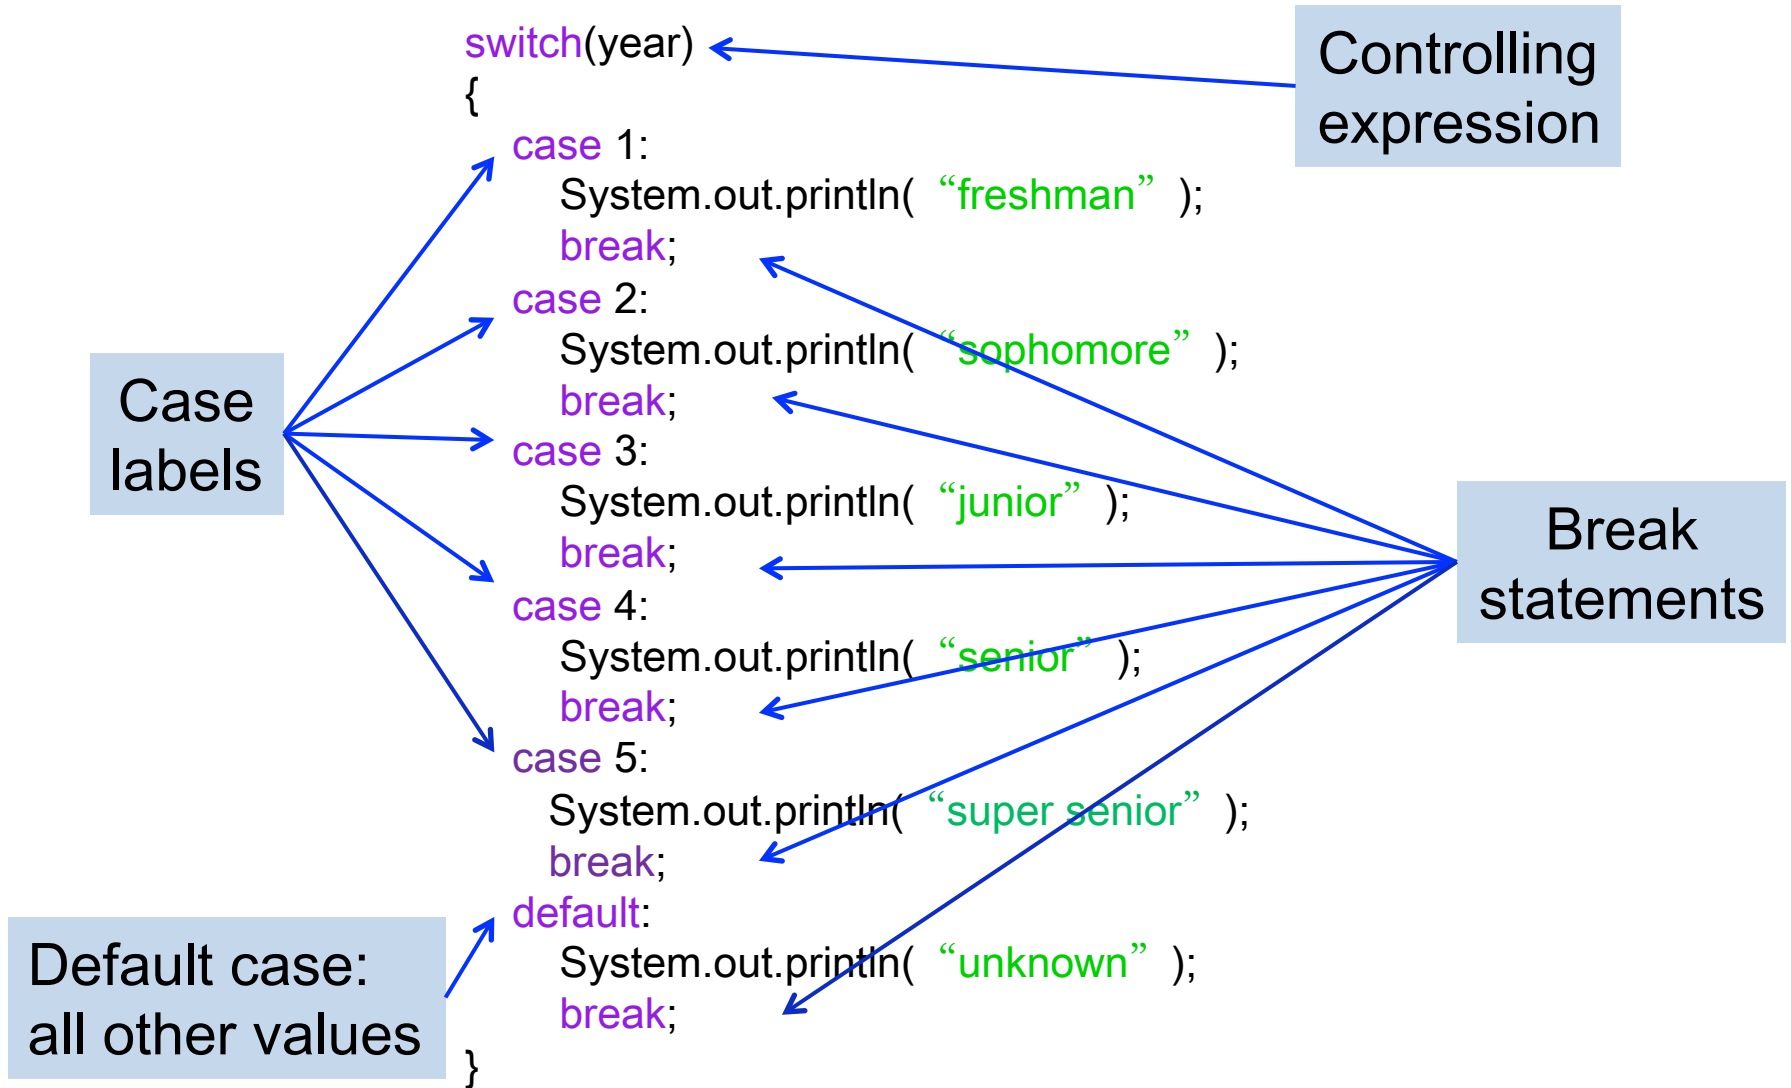 switch(year)
{
case 1:
System.out.println( “freshman” );
break;
case 2:
System.out.println( “sophomore” );
break;
case 3:
System.out.println( “junior” );
break;
case 4:
System.out.println( “senior” );
break;
case 5:
System.out.println( “super senior” );
break;
default:
System.out.println( “unknown” );
break;
}
Controlling
expression
Case
labels
Break
statements
Default case:
all other values